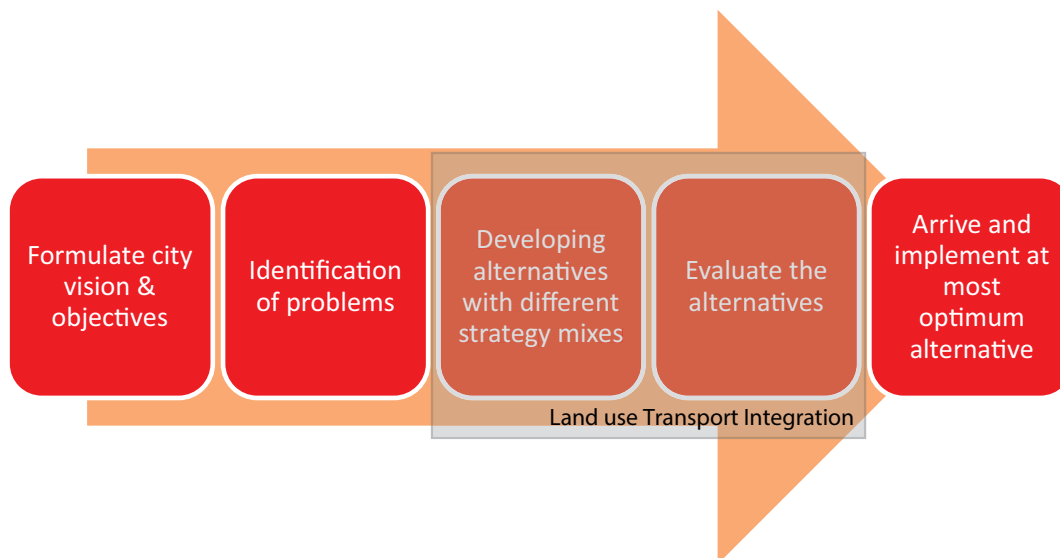 Formulate city
vision &
objectives
Identification
of problems
Developing
alternatives
with different
strategy mixes
Evaluate the
alternatives
Arrive and
implement at
most
optimum
alternative
Land use Transport Integration